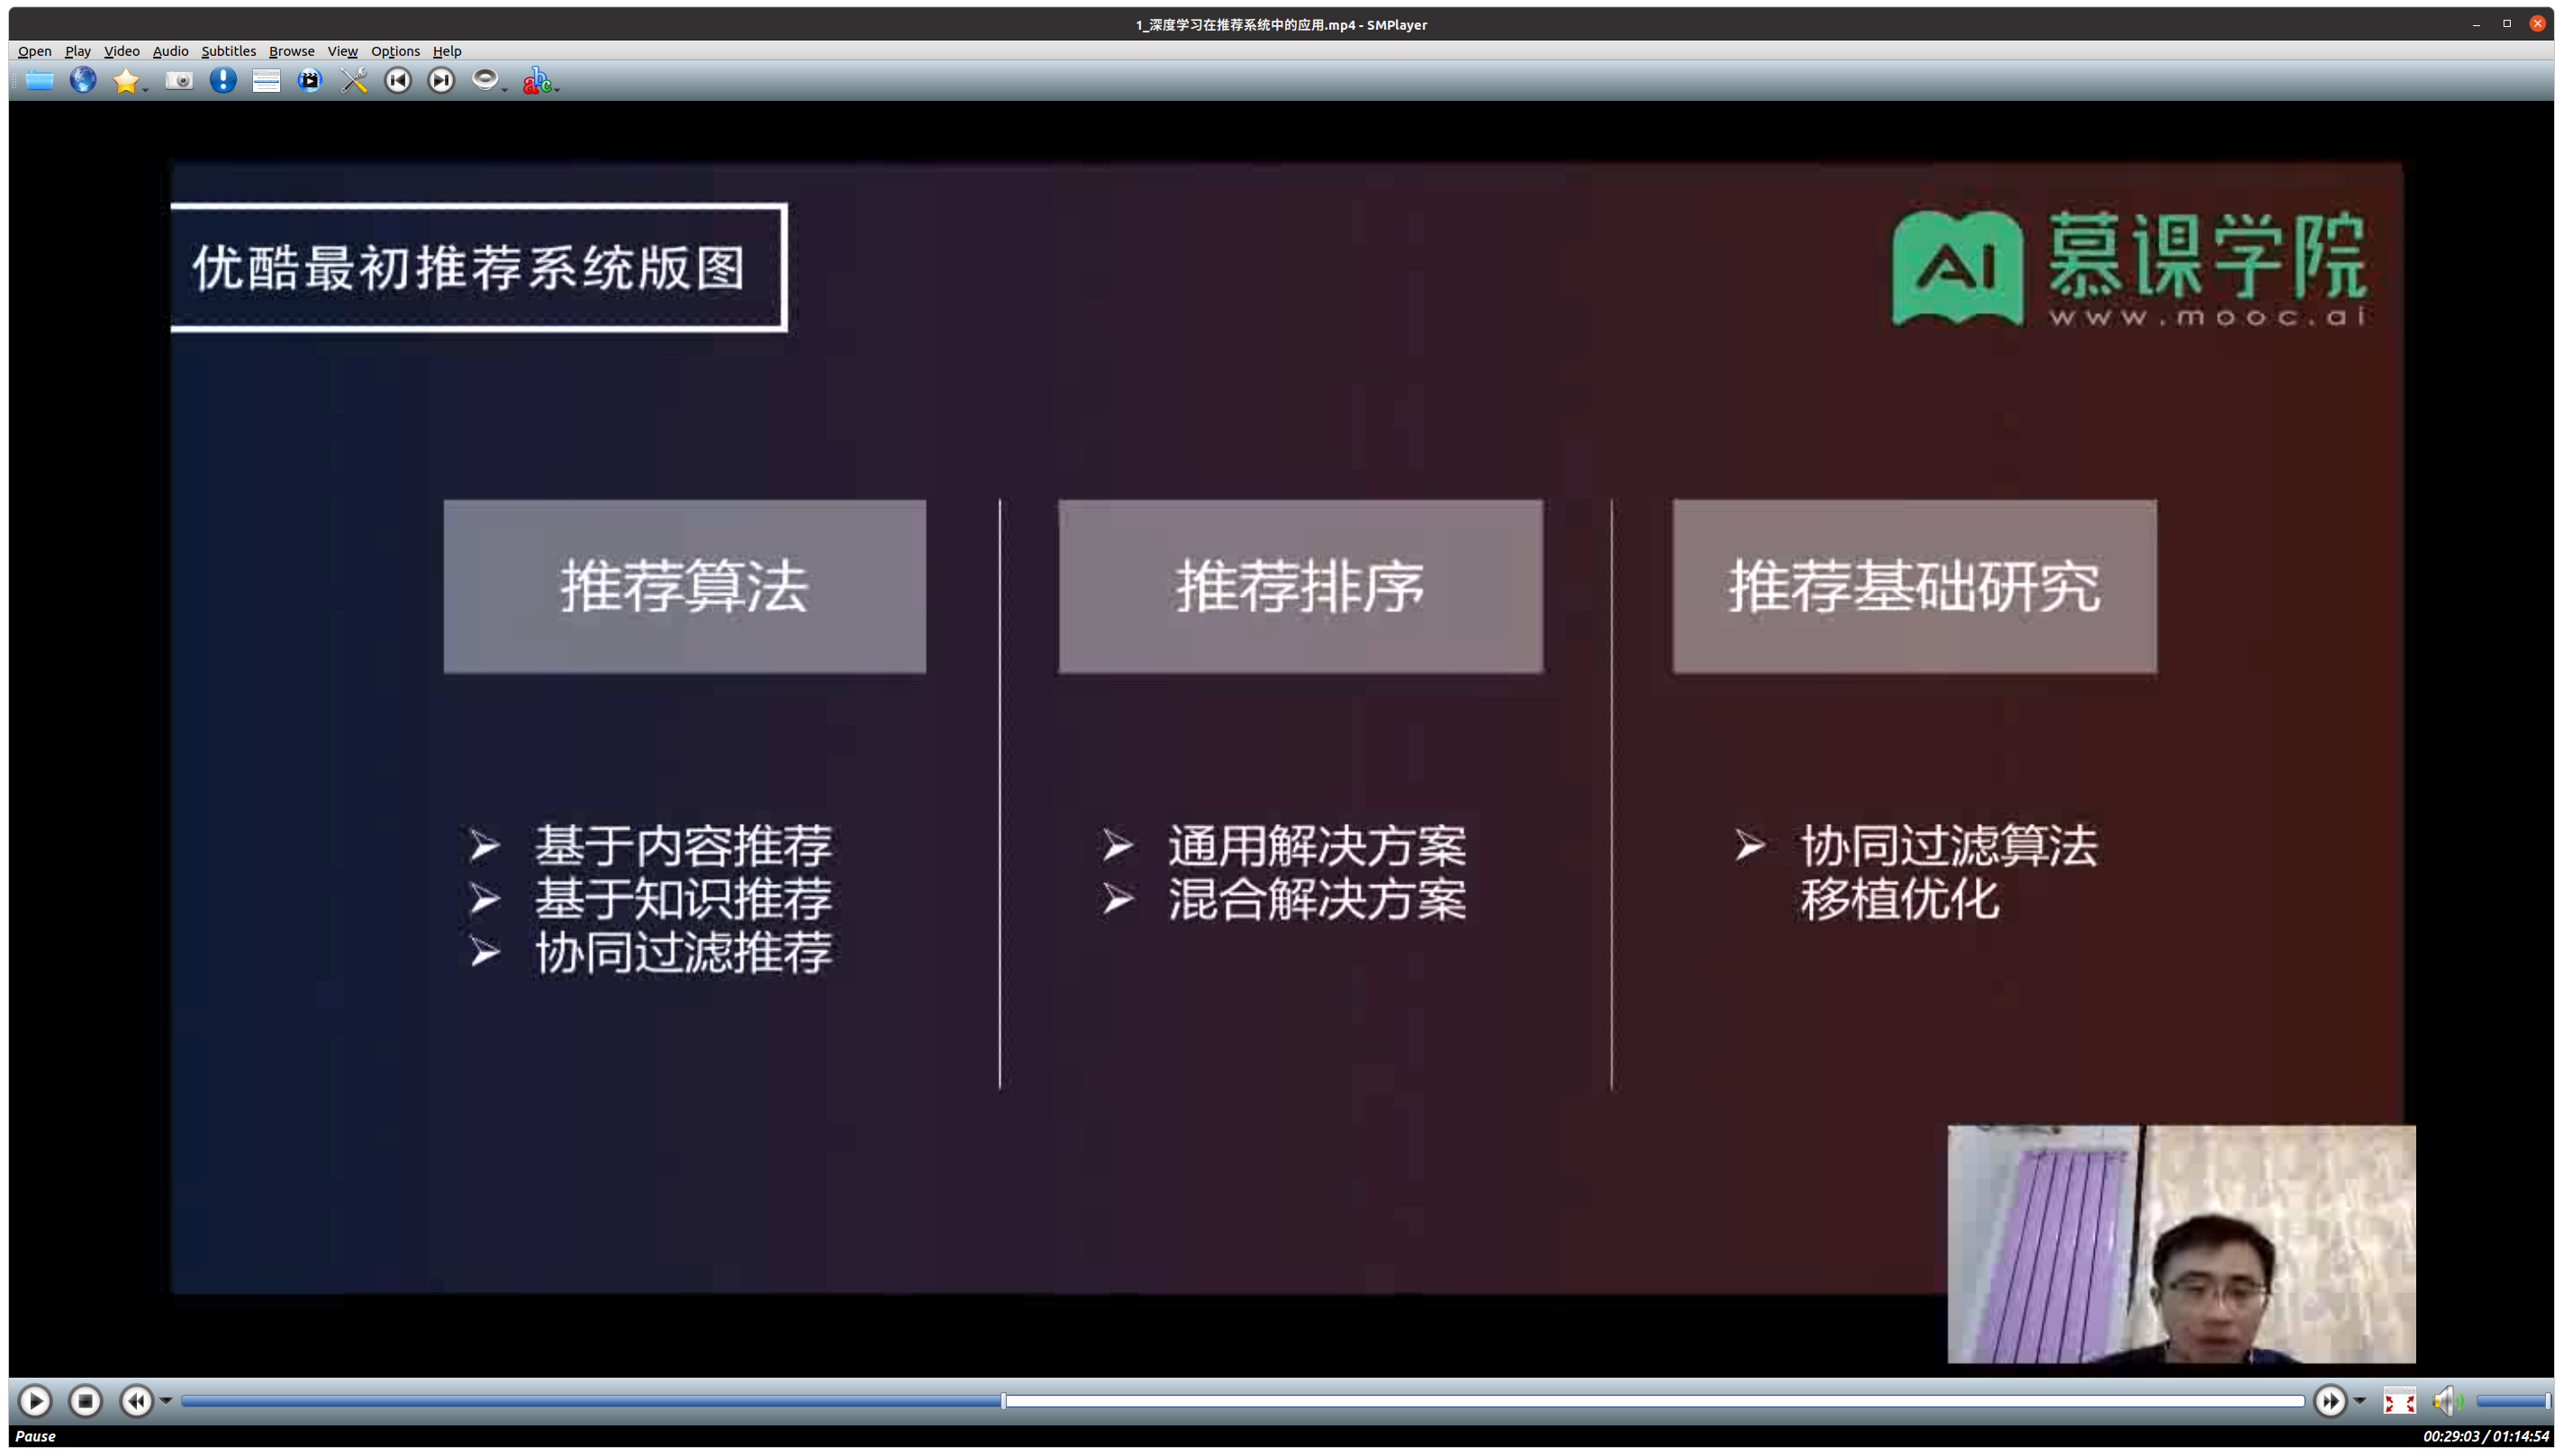 1_深度学习在推荐系统中的应用.mp4 - SMPlayer
Open Play Video Audio Subtitles Browse View Options Help
abc
优酷最初推荐系统版图
AI 慕课学院
www.mooc.ai
推荐算法
推荐排序
推荐基础研究
➢ 基于内容推荐
➢ 基于知识推荐
➢ 协同过滤推荐
➢ 通用解决方案
➢ 混合解决方案
➢ 协同过滤算法
移植优化
Pause
00:29:03 / 01:14:54